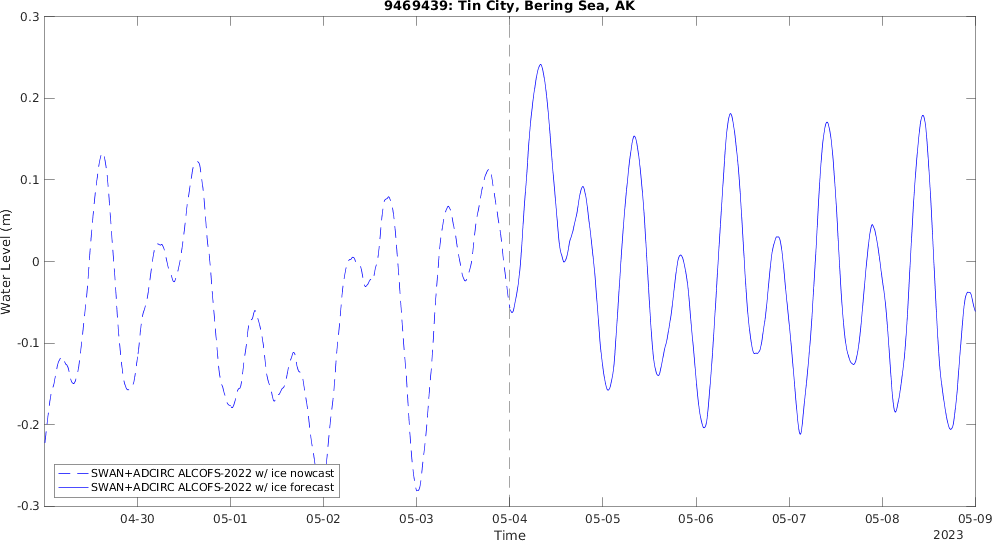 9469439: Tin City, Bering Sea, AK
0.3
0.2
0.1
0
-0.1
-0.2
-0.3
Water Level (m)
SWAN+ADCIRC ALCOFS-2022 w/ ice nowcast
SWAN+ADCIRC ALCOFS-2022 w/ ice forecast
04-30 05-01 05-02 05-03 05-04 05-05 05-06 05-07 05-08 05-09
Time
2023